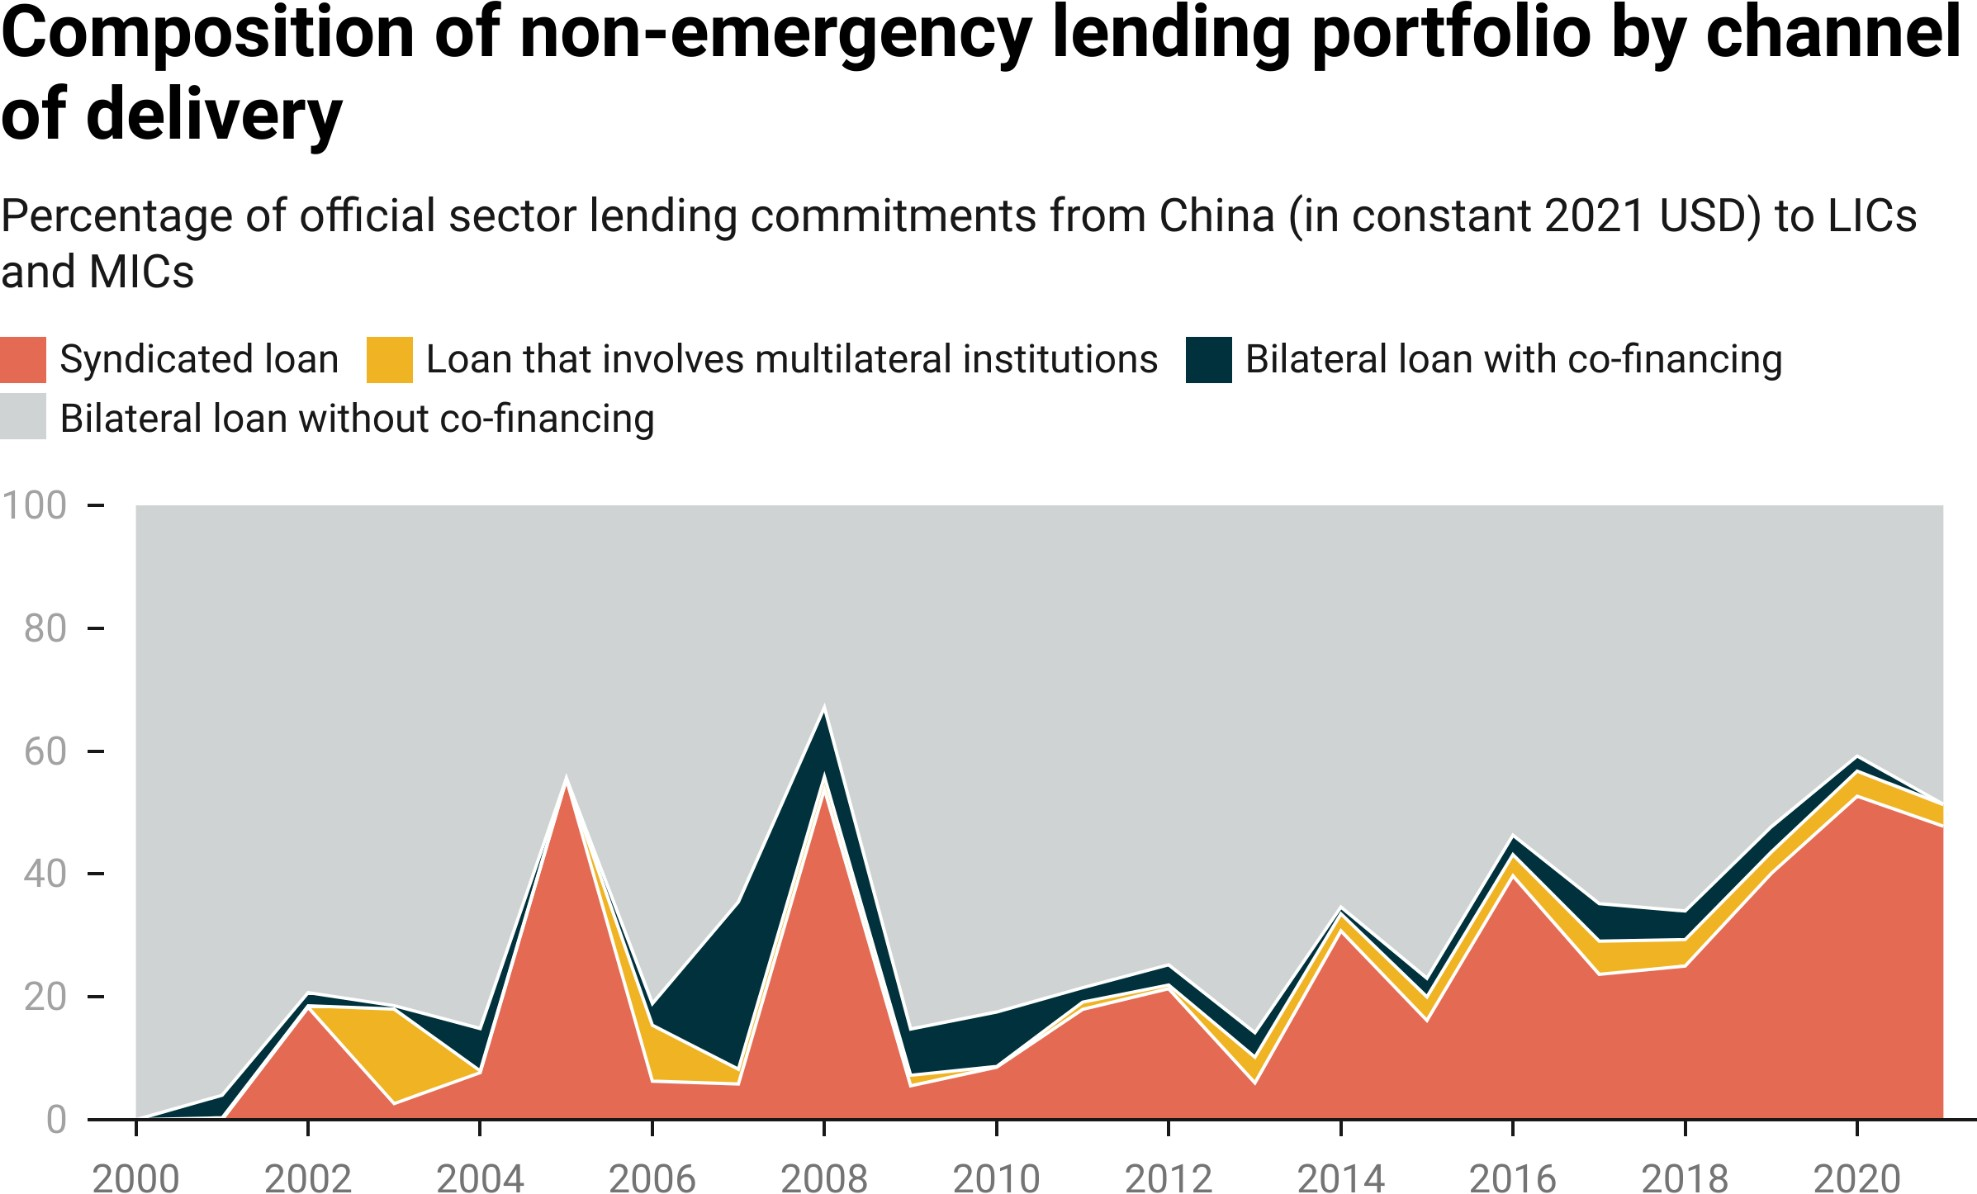 Composition of non-emergency lending portfolio by channel
of delivery
Percentage of official sector lending commitments from China (in constant 2021 USD) to LICs
and MICs
Syndicated loan Loan that involves multilateral institutions Bilateral loan with co-financing
Bilateral loan without co-financing
100
80
60
40
20
0
2000 2002 2004 2006 2008 2010 2012 2014 2016 2018 2020